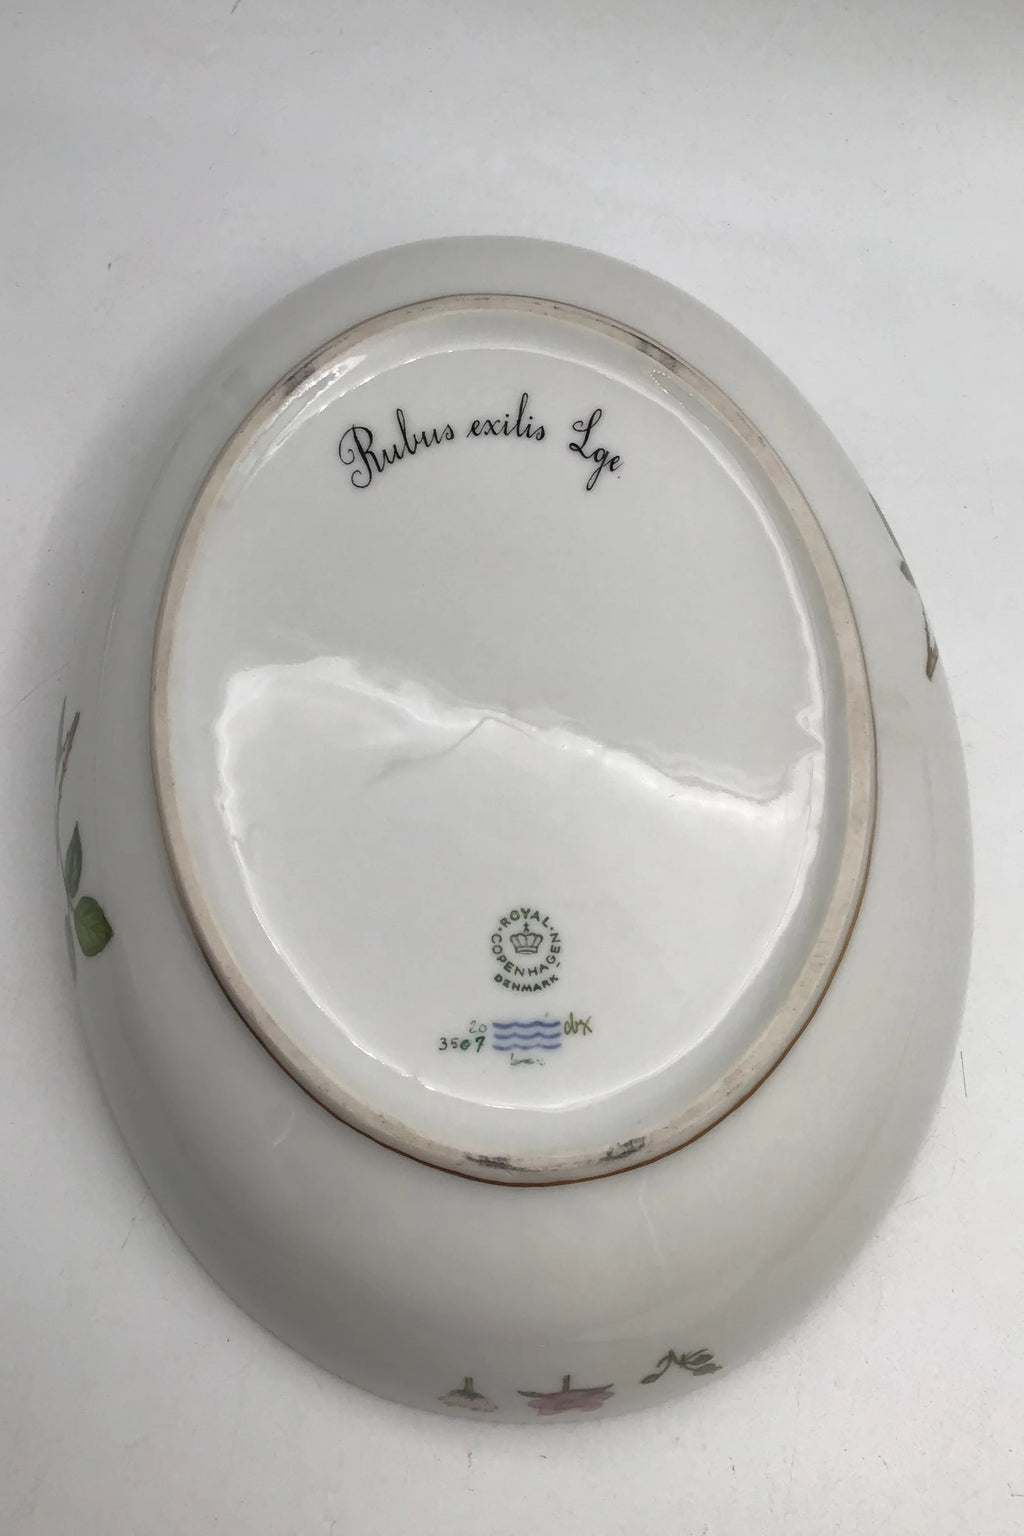 Rubus exilis Lge.
ROYAL COPENHAGEN
DENMARK
20
3507